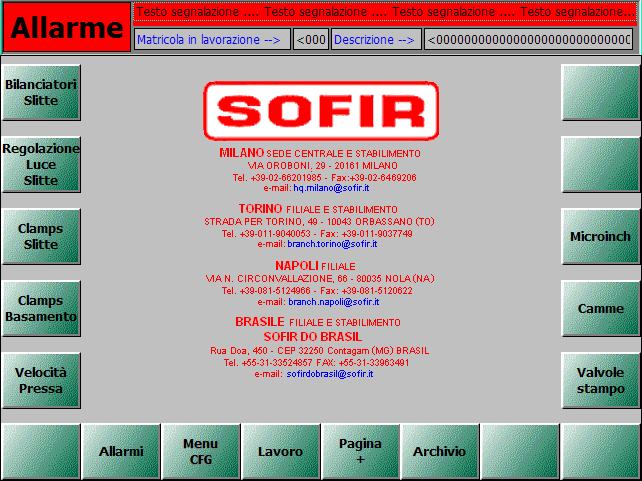 Allarme
Testo segnalazione .... Testo segnalazione .... Testo segnalazione .... Testo segnalazione...
Matricola in lavorazione --> <000 Descrizione --> <00000000000000000000000000000
Bilanciatori
Slitte
Regolazione
Luce
Slitte
Clamps
Slitte
Clamps
Basamento
Velocità
Pressa
SOFIR
MILANO SEDE CENTRALE E STABILIMENTO
VIA OROBONI, 29 - 20161 MILANO
Tel. +39-02-66201985 - Fax:+39-02-6469206
e-mail: hq.milano@sofir.it
TORINO FILIALE E STABILIMENTO
STRADA PER TORINO, 49 - 10043 ORBASSANO (TO)
Tel. +39-011-9040053 - Fax: +39-011-9037749
e-mail: branch.torino@sofir.it
NAPOLI FILIALE
VIA N. CIRCONVALLAZIONE, 66 - 80035 NOLA (NA)
Tel. +39-081-5124966 - Fax: +39-081-5120622
e-mail: branch.napoli@sofir.it
BRASILE FILIALE E STABILIMENTO
SOFIR DO BRASIL
Rua Doa, 450 - CEP 32250 Contagam (MG) BRASIL
Tel. +55-31-33524857 FAX: +55-31-33963491
e-mail: sofirdobrasil@sofir.it
Microinch
Camme
Valvole
stampo
Allarmi
Menu
CFG
Lavoro
Pagina
+
Archivio